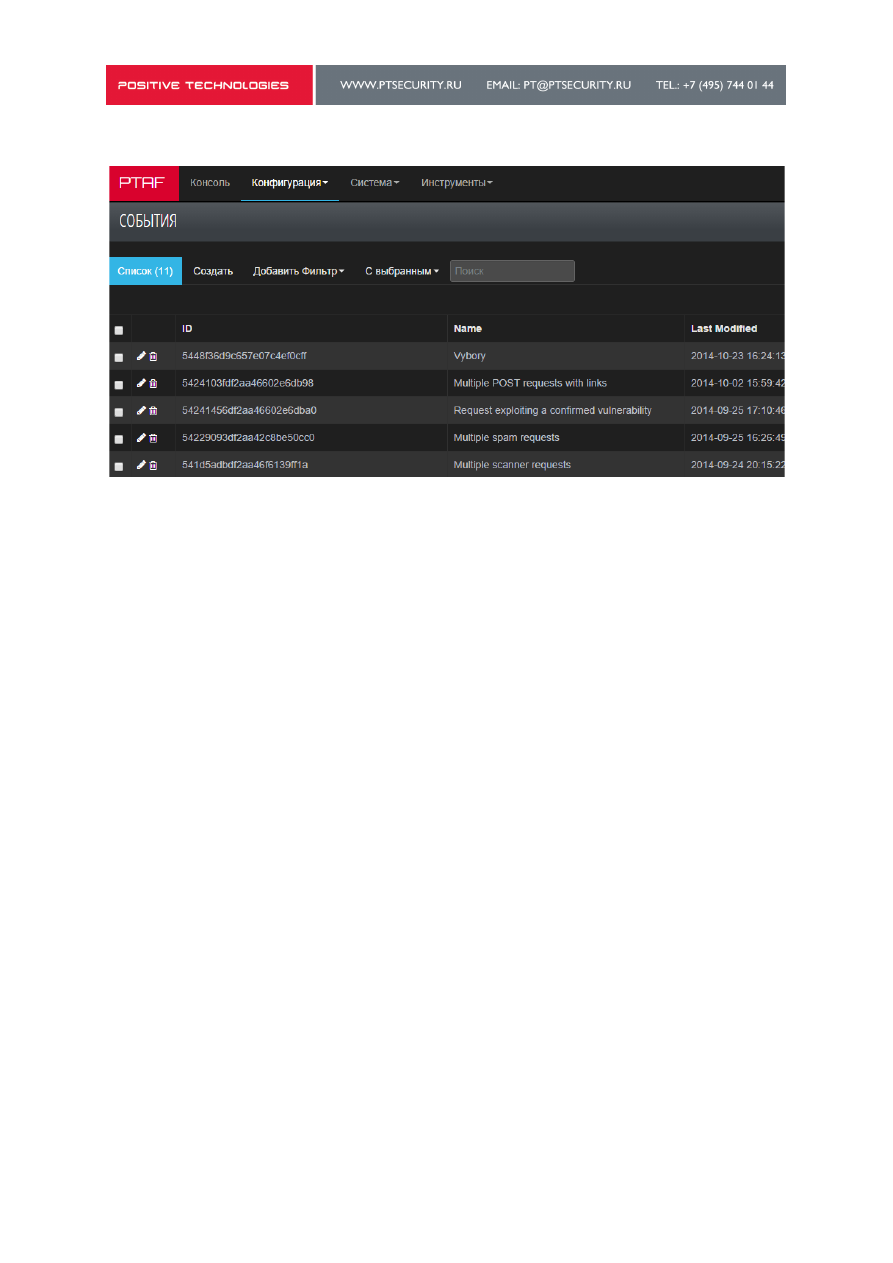 POSITIVE TECHNOLOGIES WWW.PTSECURITY.RU EMAIL: PT@PTSECURITY.RU TEL.: +7 (495) 744 01 44
PTAF Консоль Конфигурация Система Инструменты
СОБЫТИЯ
Список (11) Создать Добавить Фильтр С выбранным Поиск
ID Name Last Modified
5448f36d9c657e07c4ef0cff Vybory 2014-10-23 16:24:13
5424103fdf2aa46602e6db98 Multiple POST requests with links 2014-10-02 15:59:42
54241456df2aa46602e6dba0 Request exploiting a confirmed vulnerability 2014-09-25 17:10:46
54229093df2aa42c8be50cc0 Multiple spam requests 2014-09-25 16:26:49
541d5adbdf2aa46f6139ff1a Multiple scanner requests 2014-09-24 20:15:22